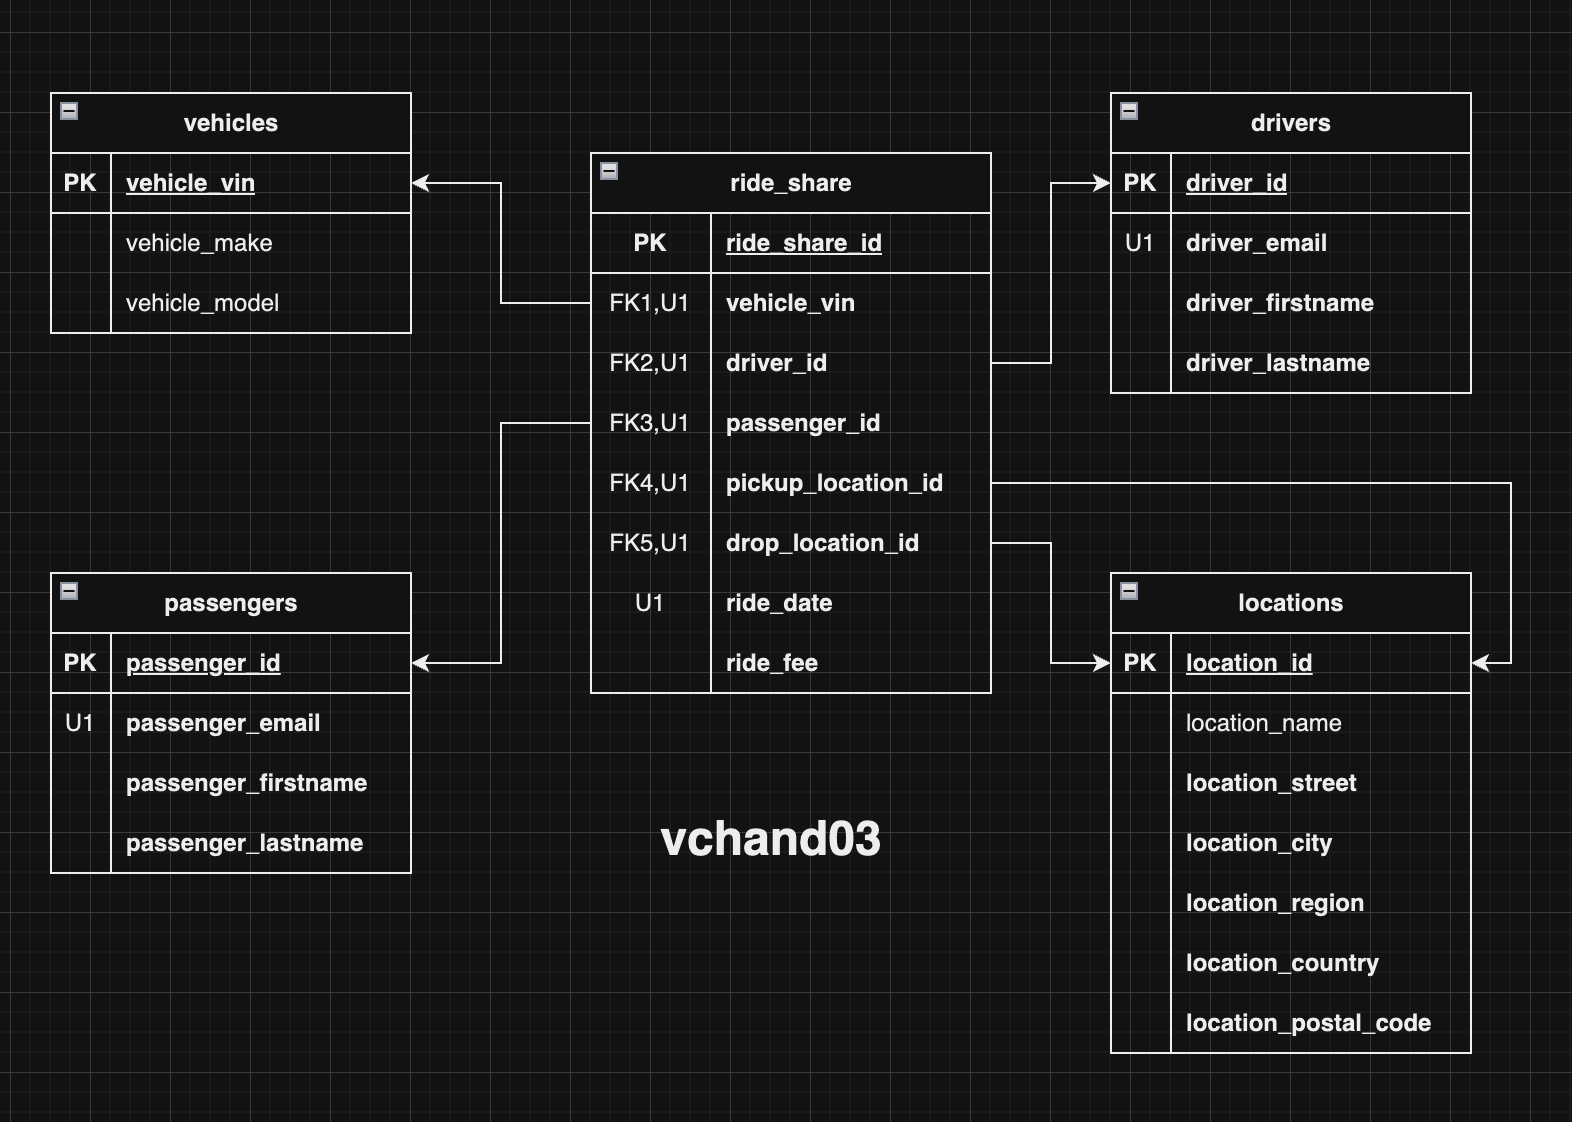 vehicles
PK vehicle_vin
vehicle_make
vehicle_model
ride_share
PK ride_share_id
FK1,U1 vehicle_vin
FK2,U1 driver_id
FK3,U1 passenger_id
FK4,U1 pickup_location_id
FK5,U1 drop_location_id
U1 ride_date
ride_fee
drivers
PK driver_id
U1 driver_email
driver_firstname
driver_lastname
passengers
PK passenger_id
U1 passenger_email
passenger_firstname
passenger_lastname
locations
PK location_id
location_name
location_street
location_city
location_region
location_country
location_postal_code
vchand03